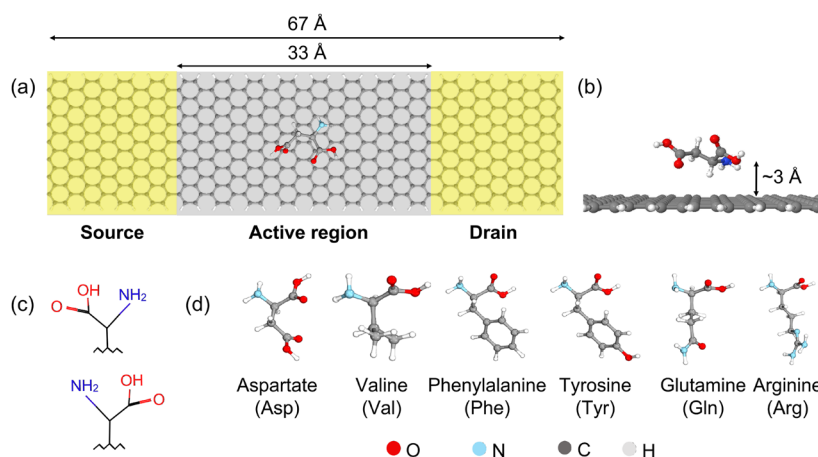 67 Å
33 Å
(a)
(b)
~3 Å
Source
Active region
Drain
(c)
OH
O
NH₂
NH₂
OH
O
(d)
Aspartate
(Asp)
Valine
(Val)
Phenylalanine
(Phe)
Tyrosine
(Tyr)
Glutamine
(Gln)
Arginine
(Arg)
O
N
C
H